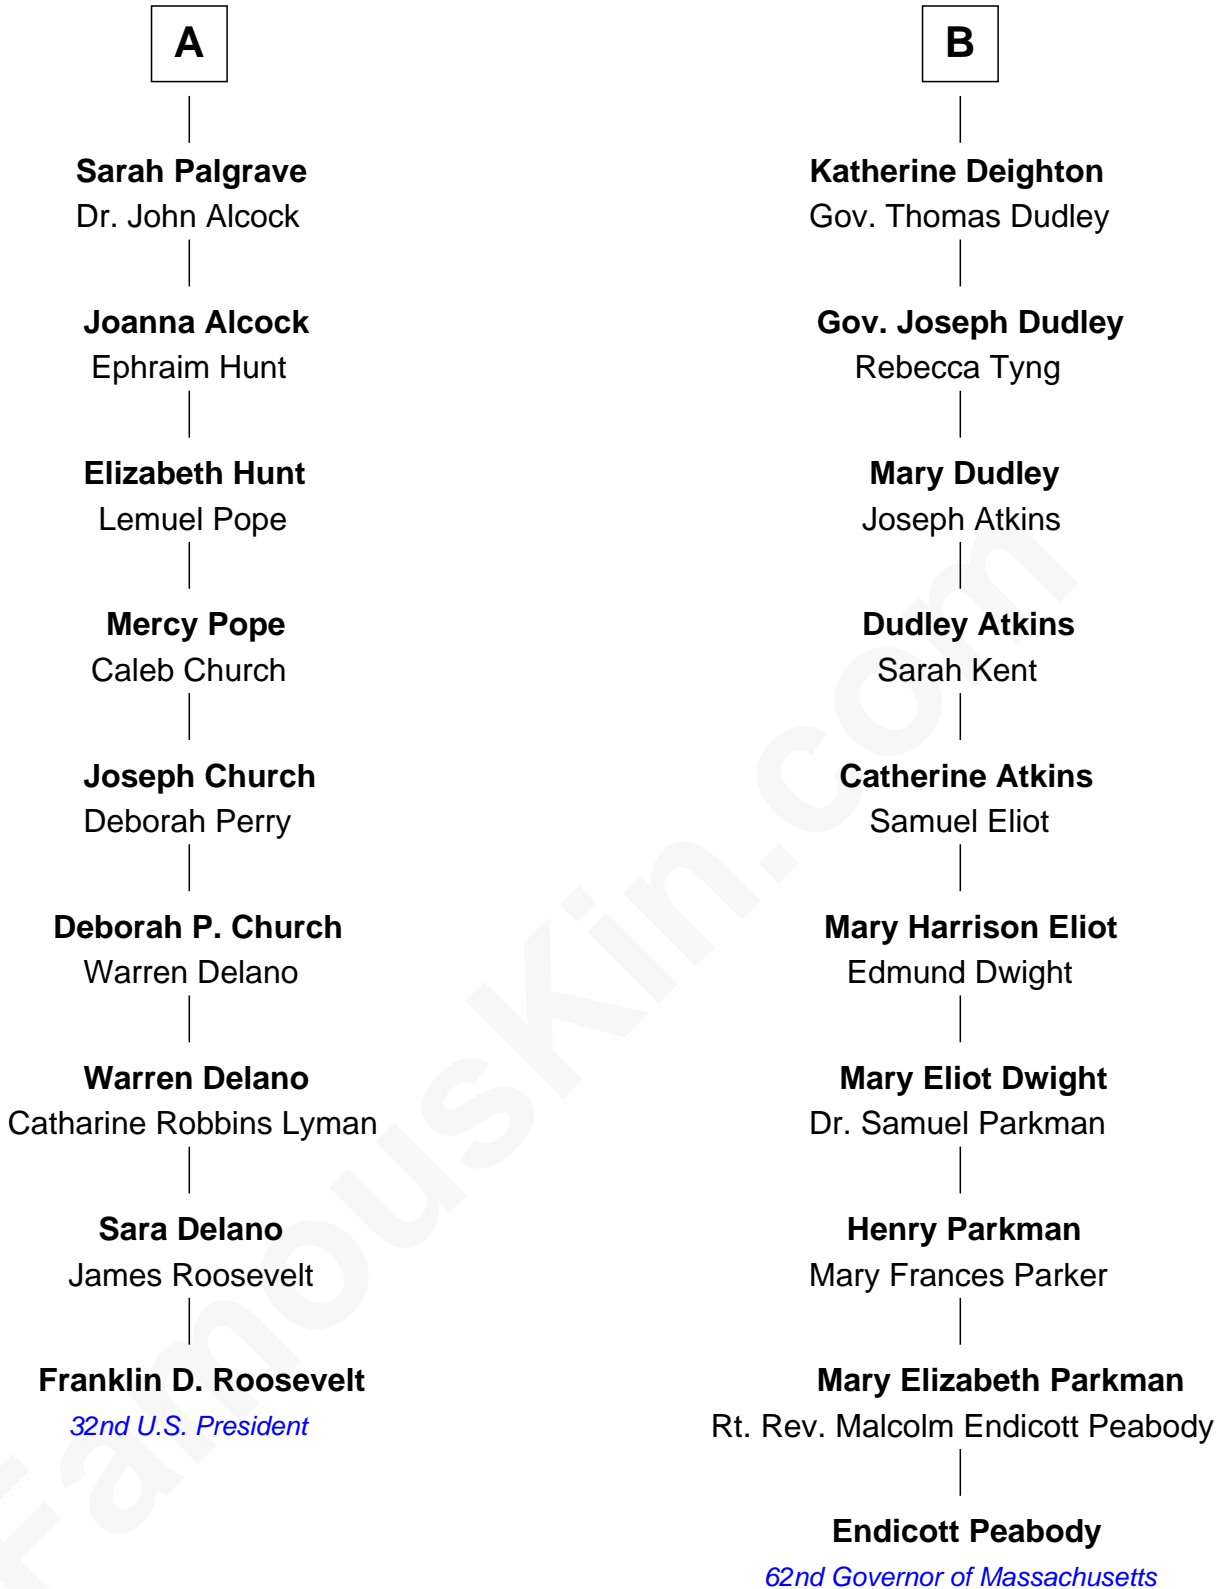 A
Sarah Palgrave
Dr. John Alcock
Joanna Alcock
Ephraim Hunt
Elizabeth Hunt
Lemuel Pope
Mercy Pope
Caleb Church
Joseph Church
Deborah Perry
Deborah P. Church
Warren Delano
Warren Delano
Catharine Robbins Lyman
Sara Delano
James Roosevelt
Franklin D. Roosevelt
32nd U.S. President
B
Katherine Deighton
Gov. Thomas Dudley
Gov. Joseph Dudley
Rebecca Tyng
Mary Dudley
Joseph Atkins
Dudley Atkins
Sarah Kent
Catherine Atkins
Samuel Eliot
Mary Harrison Eliot
Edmund Dwight
Mary Eliot Dwight
Dr. Samuel Parkman
Henry Parkman
Mary Frances Parker
Mary Elizabeth Parkman
Rt. Rev. Malcolm Endicott Peabody
Endicott Peabody
62nd Governor of Massachusetts
FamousKin.com